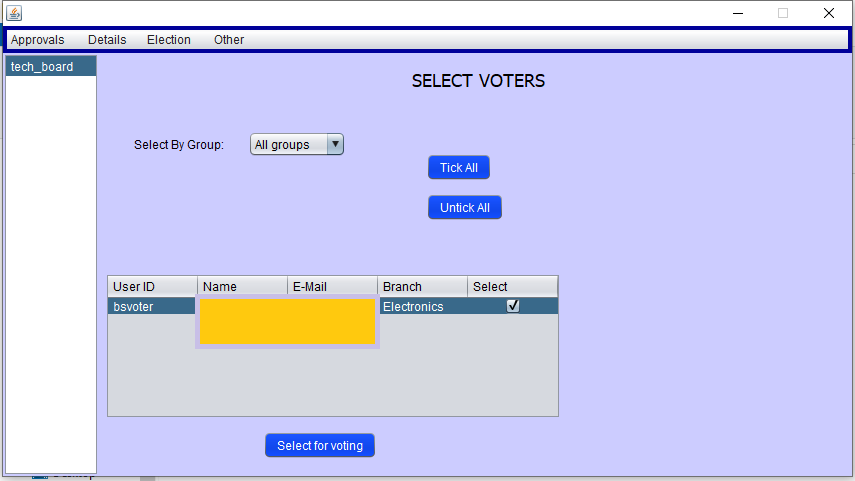 Approvals Details Election Other
tech_board
SELECT VOTERS
Select By Group: All groups
Tick All
Untick All
User ID Name E-Mail Branch Select
bsvoter Electronics
Select for voting